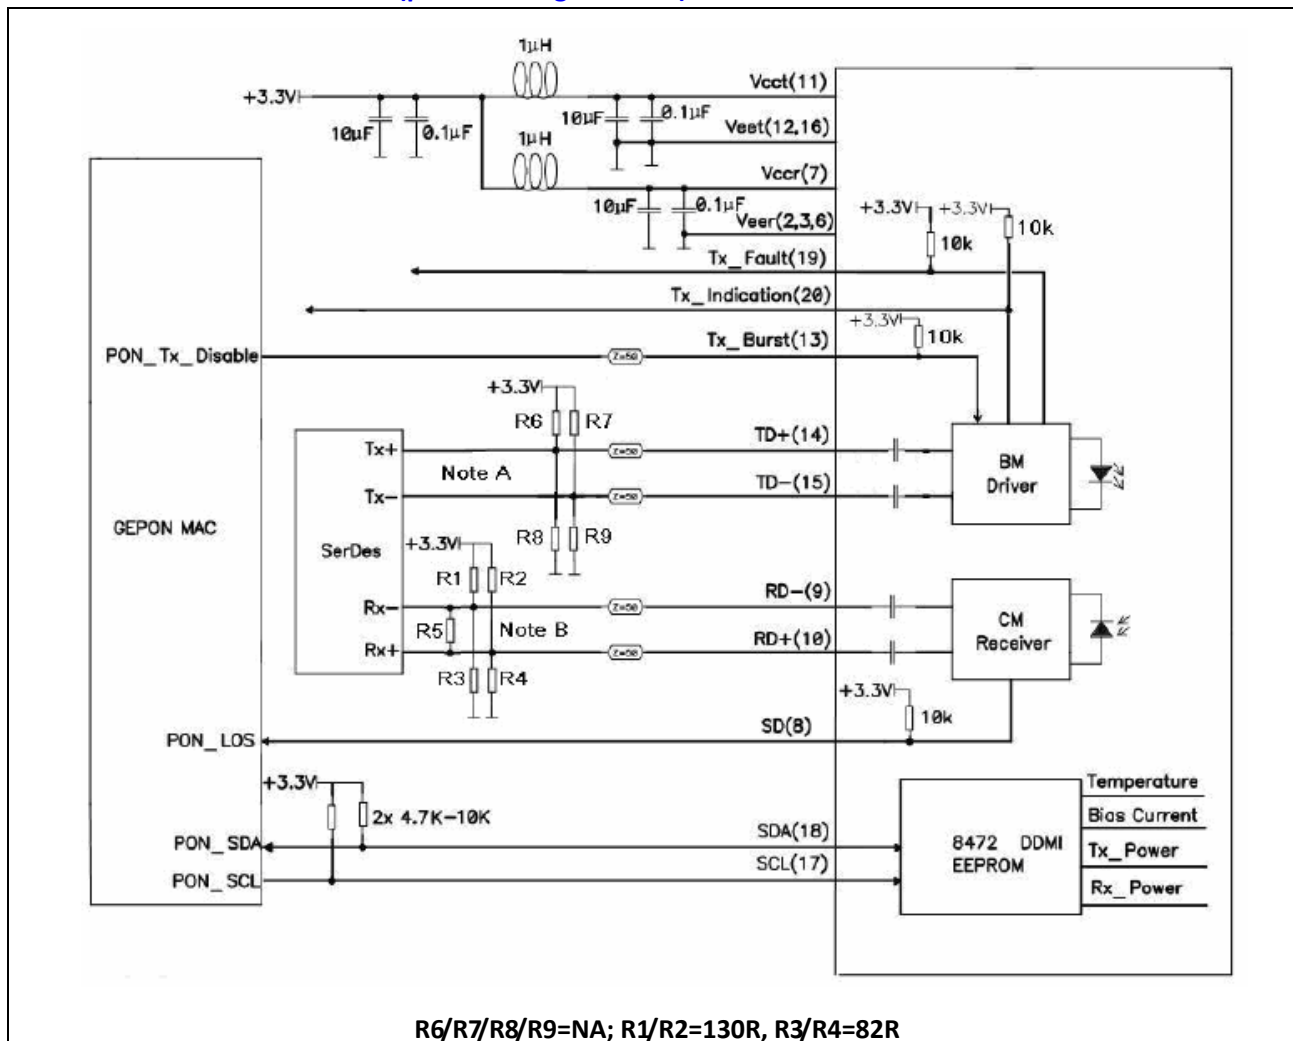 1µH
+3.3V
10µF
0.1µF
10µF
0.1µF
Vcct(11)
Veet(12,16)
1µH
Vccr(7)
10µF
0.1µF
Veer(2,3,6)
+3.3V
+3.3V
10k
10k
Tx_Fault(19)
Tx_Indication(20)
+3.3V
10k
PON_Tx_Disable
Z=50
Tx_Burst(13)
+3.3V
R6
R7
Tx+
Note A
Z=50
TD+(14)
BM
Driver
Tx-
Z=50
TD-(15)
GEPON MAC
SerDes
R8
R9
+3.3V
R1
R2
Rx-
Z=50
RD-(9)
CM
Receiver
R5
Note B
Rx+
Z=50
RD+(10)
R3
R4
+3.3V
10k
PON_LOS
SD(8)
+3.3V
2x 4.7K-10K
PON_SDA
SDA(18)
PON_SCL
SCL(17)
8472 DDMI
EEPROM
Temperature
Bias Current
Tx_Power
Rx_Power
R6/R7/R8/R9=NA; R1/R2=130R, R3/R4=82R